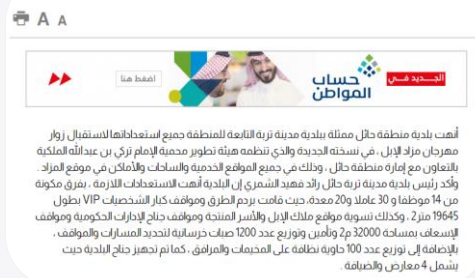 A A
الجــديد فــي
حساب
المواطن
اضغط هنا
أنهت بلدية منطقة حائل ممثلة ببلدية مدينة تربة التابعة للمنطقة جميع استعداداتها لاستقبال زوار
مهرجان مزاد الإبل ، في نسخته الجديدة والذي تنظمه هيئة تطوير محمية الإمام تركي بن عبدالله الملكية
بالتعاون مع إمارة منطقة حائل ، وذلك في جميع المواقع الخدمية والساحات والأماكن في موقع المزاد .
وأكد رئيس بلدية مدينة تربة حائل رائد فهيد الشمري إن البلدية أنهت الاستعدادات اللازمة ، بفرق مكونة
من 14 موظفا و 30 عاملا و20 معدة، حيث قامت بردم الطرق ومواقف كبار الشخصيات VIP بطول
19645 متر2 ، وكذلك تسوية مواقع ملاك الإبل والأسر المنتجة ومواقف جناح الإدارات الحكومية ومواقف
الإسعاف بمساحة 32000 م2 وتأمين وتوزيع عدد 1200 صبات خرسانية لتحديد المسارات والمواقف ،
بالإضافة إلى توزيع عدد 100 حاوية نظافة على المخيمات والمرافق ، كما تم تجهيز جناح البلدية حيث
يشمل 4 معارض والضيافة .